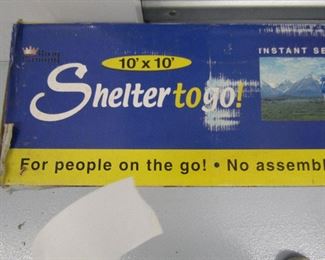 10' x 10'
INSTANT SE
Sheltertogo!
For people on the go! • No assembl